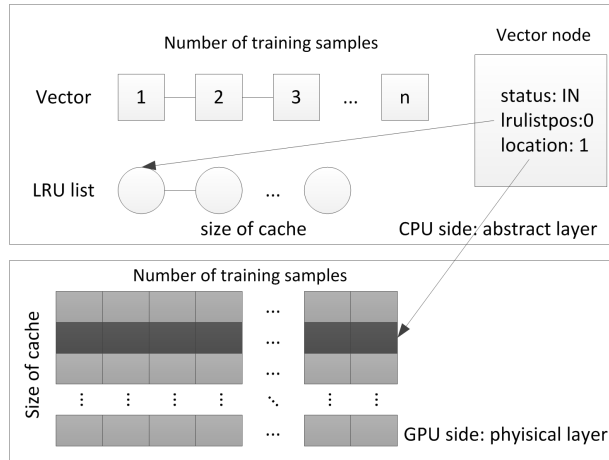 Number of training samples
Vector node
Vector 1 2 3 ... n
status: IN
lrulistpos:0
location: 1
LRU list ...
size of cache
CPU side: abstract layer
Number of training samples
Size of cache
...
...
...
...
GPU side: phyisical layer